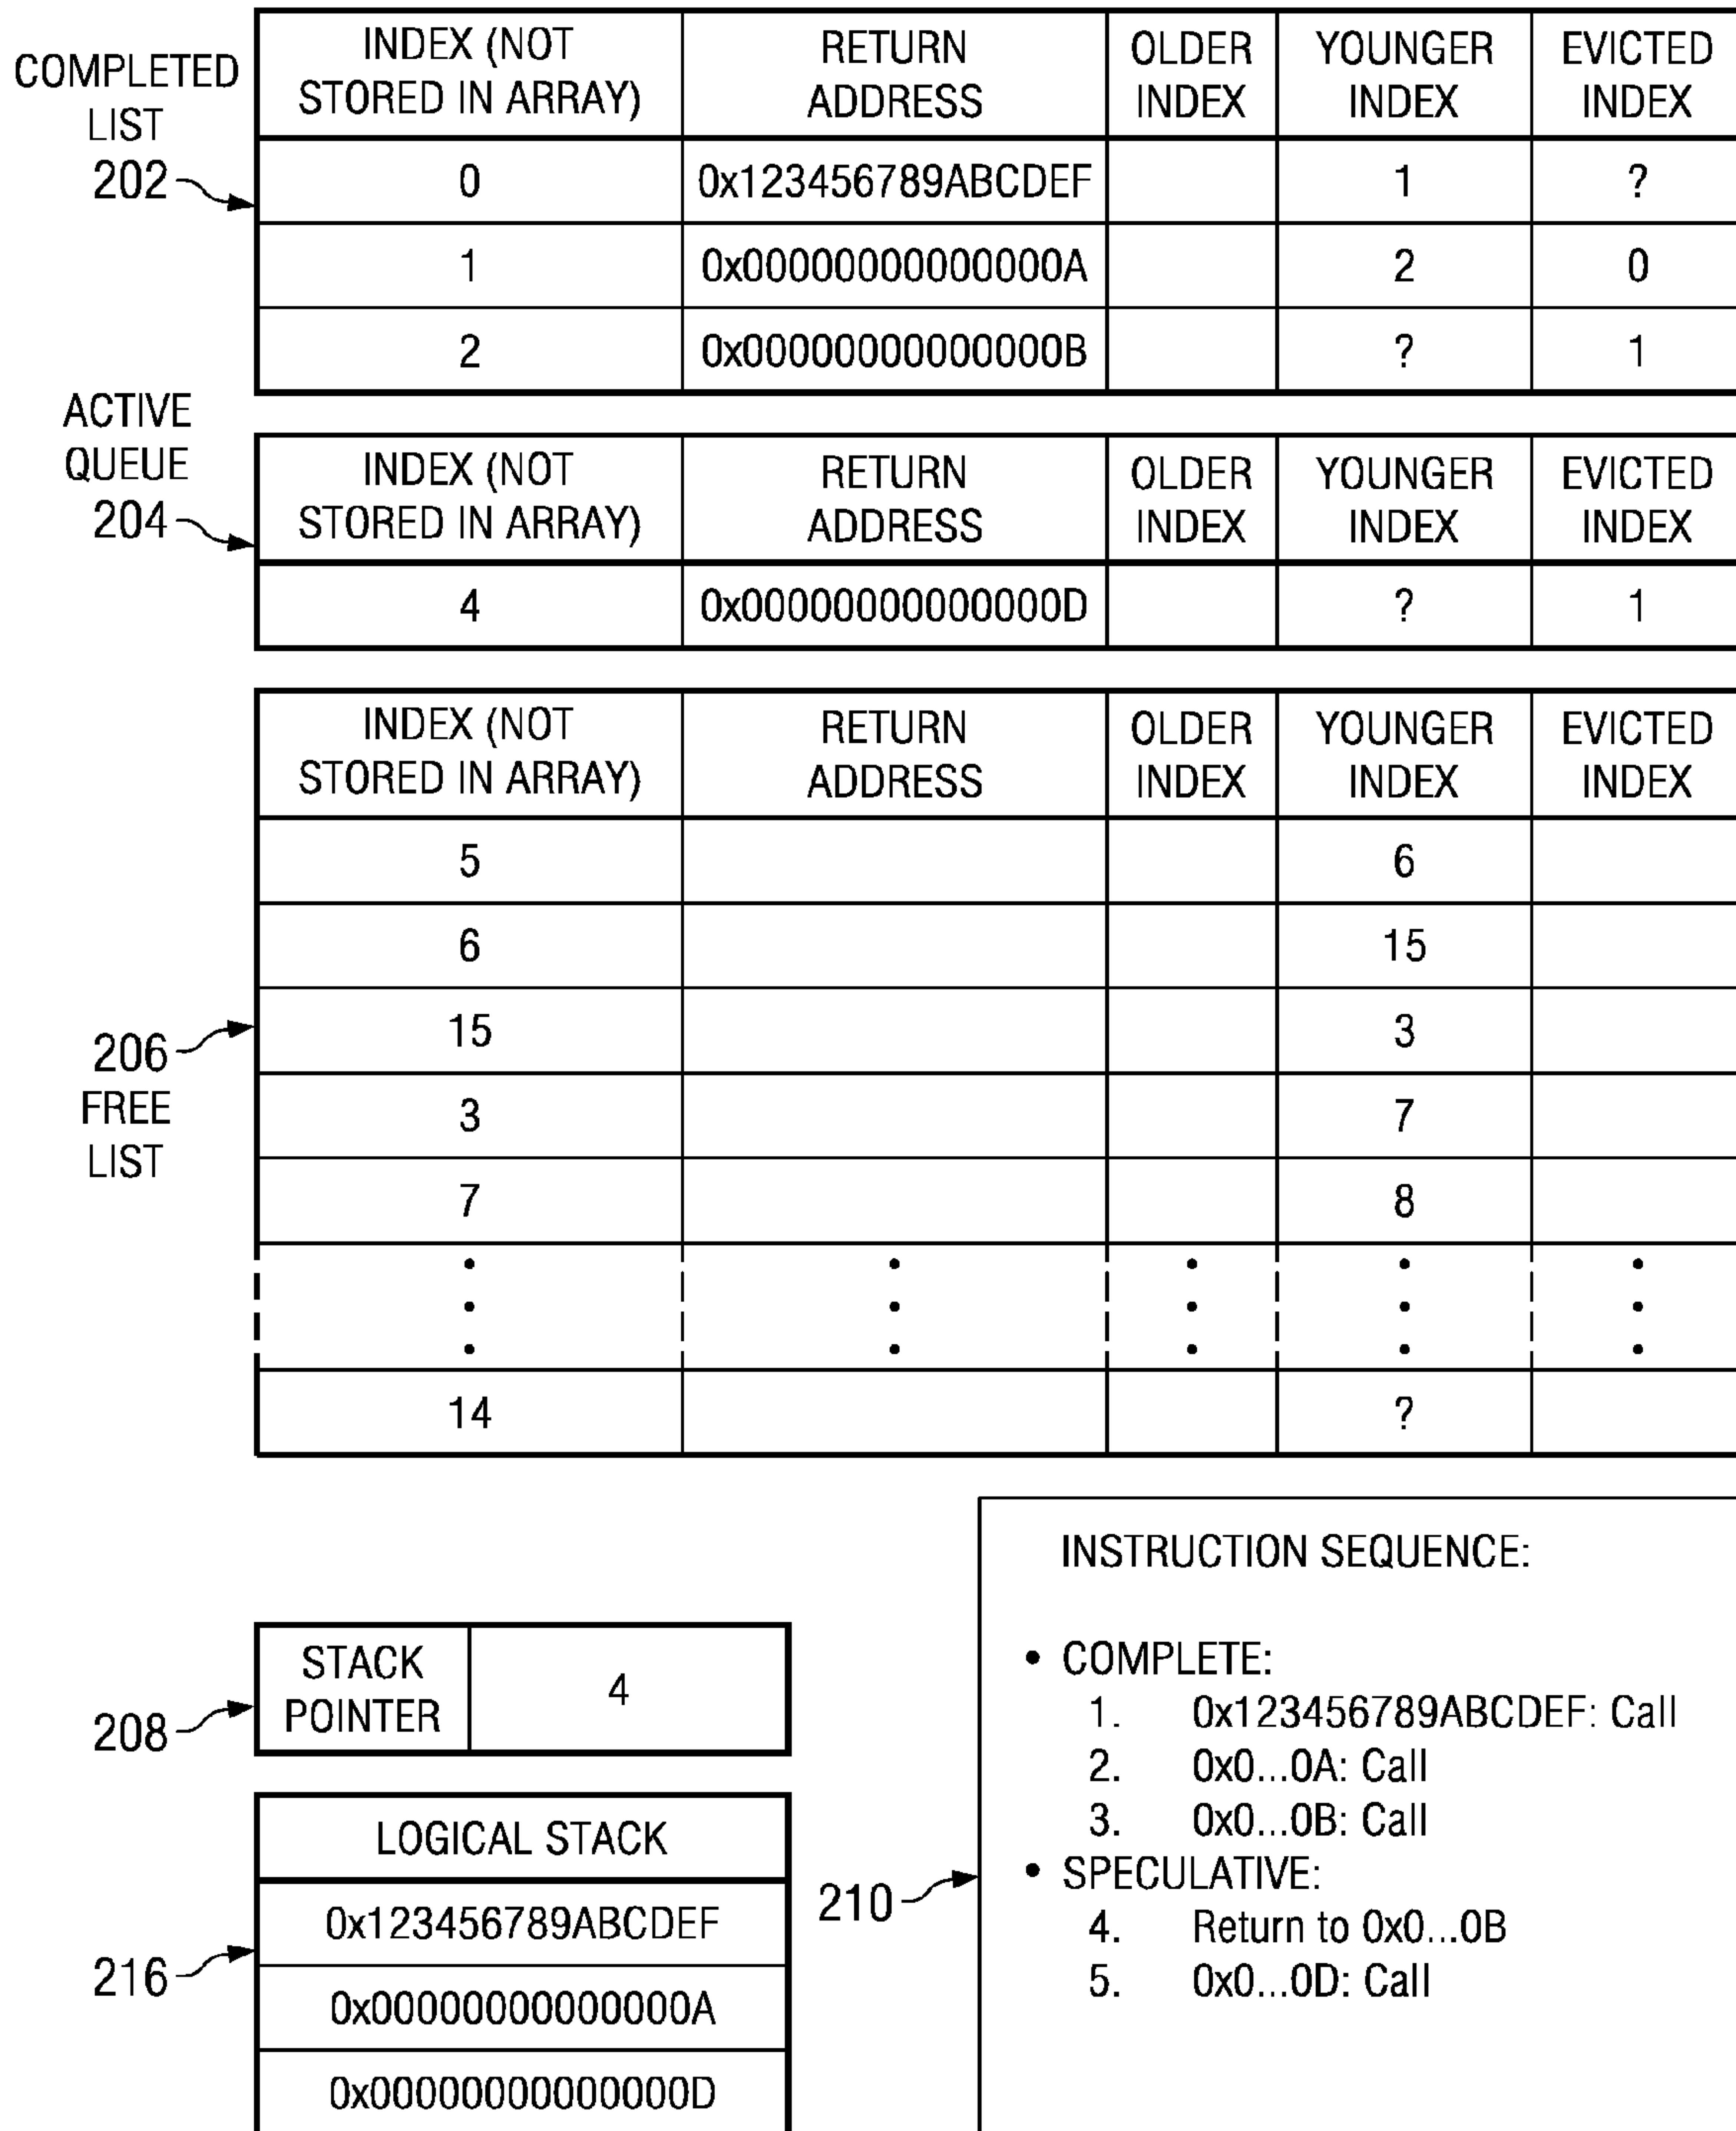 COMPLETED
LIST
202
INDEX (NOT STORED IN ARRAY) RETURN ADDRESS OLDER INDEX YOUNGER INDEX EVICTED INDEX
0 0x123456789ABCDEF 1 ?
1 0x00000000000000A 2 0
2 0x00000000000000B ? 1
ACTIVE
QUEUE
204
INDEX (NOT STORED IN ARRAY) RETURN ADDRESS OLDER INDEX YOUNGER INDEX EVICTED INDEX
4 0x00000000000000D ? 1
INDEX (NOT STORED IN ARRAY) RETURN ADDRESS OLDER INDEX YOUNGER INDEX EVICTED INDEX
5 6
6 15
15 3
3 7
7 8
14 ?
206
FREE
LIST
208
STACK POINTER 4
216
LOGICAL STACK
0x123456789ABCDEF
0x00000000000000A
0x00000000000000D
210
INSTRUCTION SEQUENCE:
• COMPLETE:
1. 0x123456789ABCDEF: Call
2. 0x0...0A: Call
3. 0x0...0B: Call
• SPECULATIVE:
4. Return to 0x0...0B
5. 0x0...0D: Call